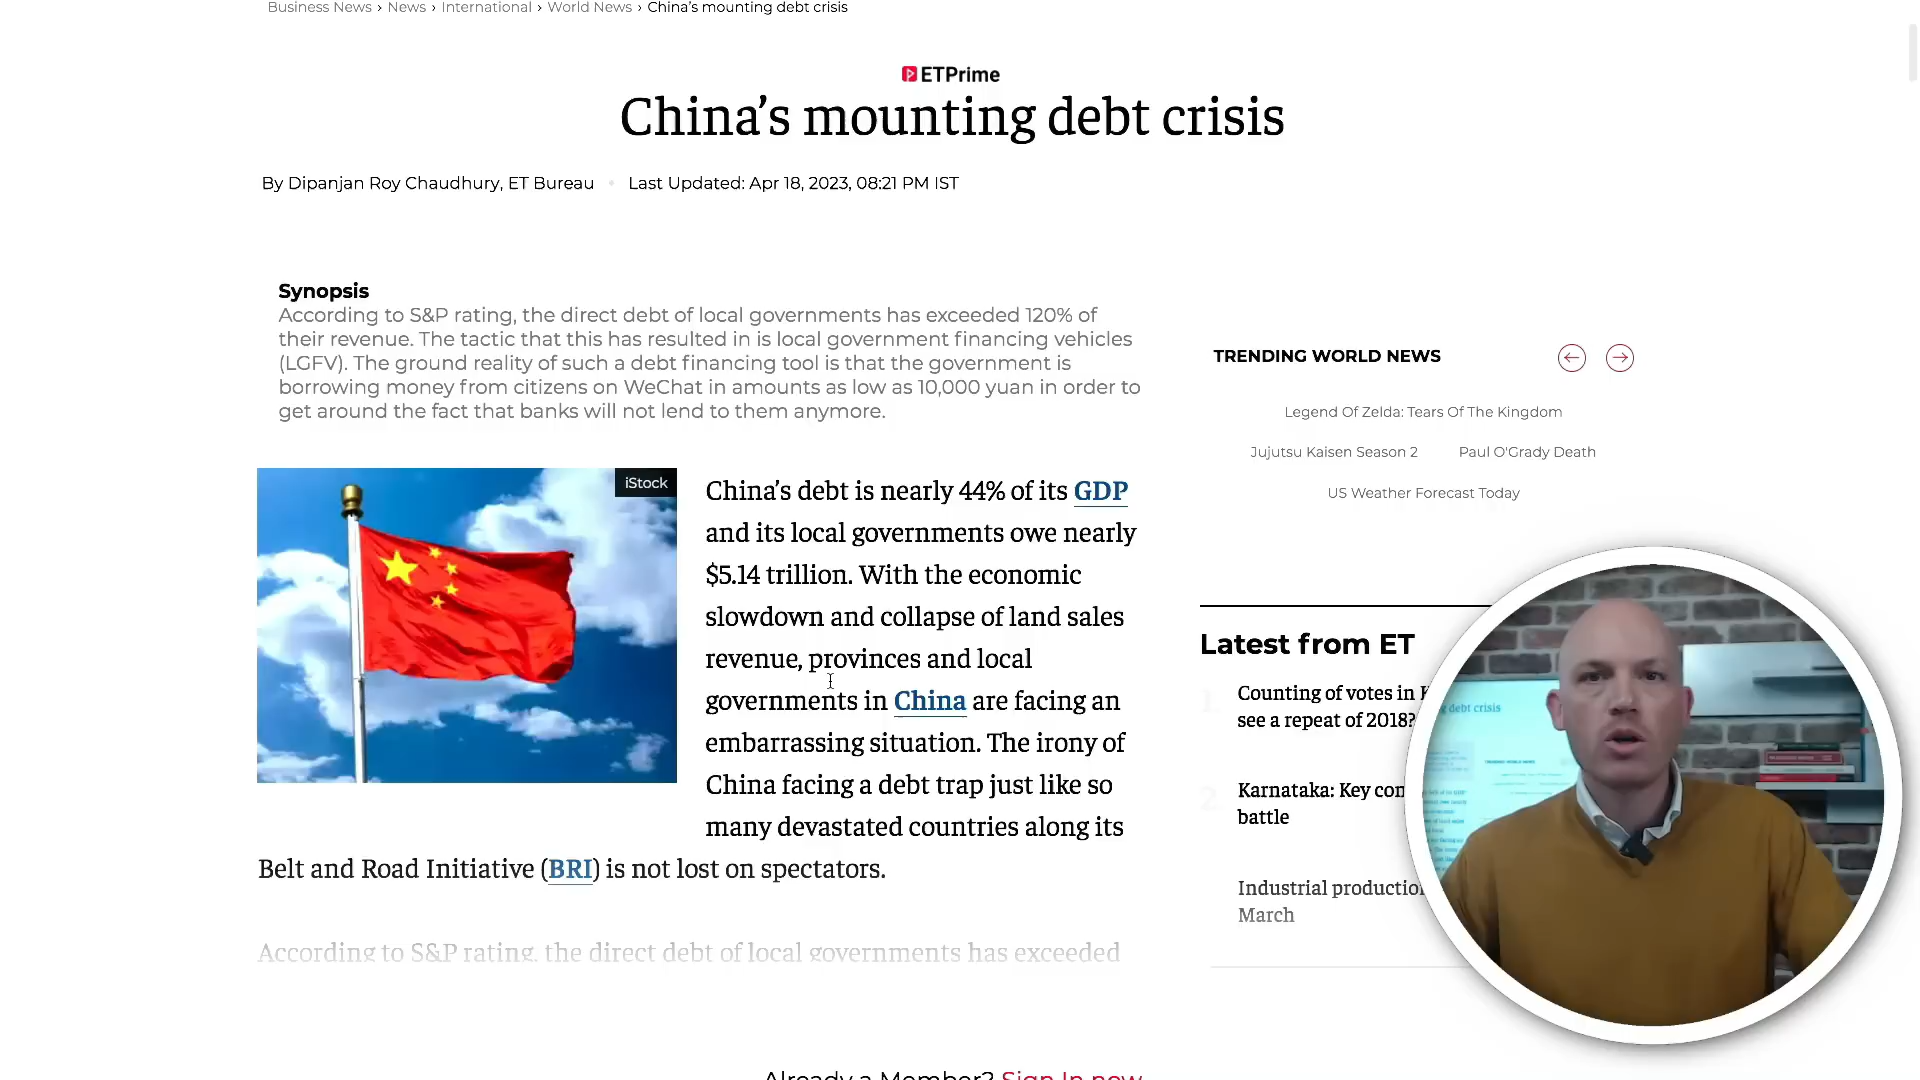 Business News › News › International › World News › China's mounting debt crisis
ETPrime
China's mounting debt crisis
By Dipanjan Roy Chaudhury, ET Bureau • Last Updated: Apr 18, 2023, 08:21 PM IST
Synopsis
According to S&P rating, the direct debt of local governments has exceeded 120% of
their revenue. The tactic that this has resulted in is local government financing vehicles
(LGFV). The ground reality of such a debt financing tool is that the government is
borrowing money from citizens on WeChat in amounts as low as 10,000 yuan in order to
get around the fact that banks will not lend to them anymore.
iStock
China's debt is nearly 44% of its GDP
and its local governments owe nearly
$5.14 trillion. With the economic
slowdown and collapse of land sales
revenue, provinces and local
governments in China are facing an
embarrassing situation. The irony of
China facing a debt trap just like so
many devastated countries along its
Belt and Road Initiative (BRI) is not lost on spectators.
According to S&P rating, the direct debt of local governments has exceeded
Already a Member? Sign In now
TRENDING WORLD NEWS
Legend Of Zelda: Tears Of The Kingdom
Jujutsu Kaisen Season 2 Paul O'Grady Death
US Weather Forecast Today
Latest from ET
1. Counting of votes in
see a repeat of 2018?
2. Karnataka: Key
battle
Industrial
March
debt crisis